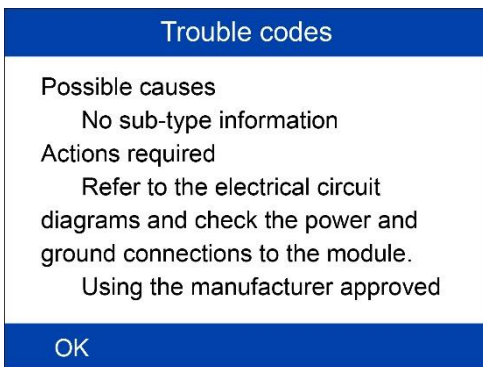 Trouble codes
Possible causes
No sub-type information
Actions required
Refer to the electrical circuit
diagrams and check the power and
ground connections to the module.
Using the manufacturer approved
OK